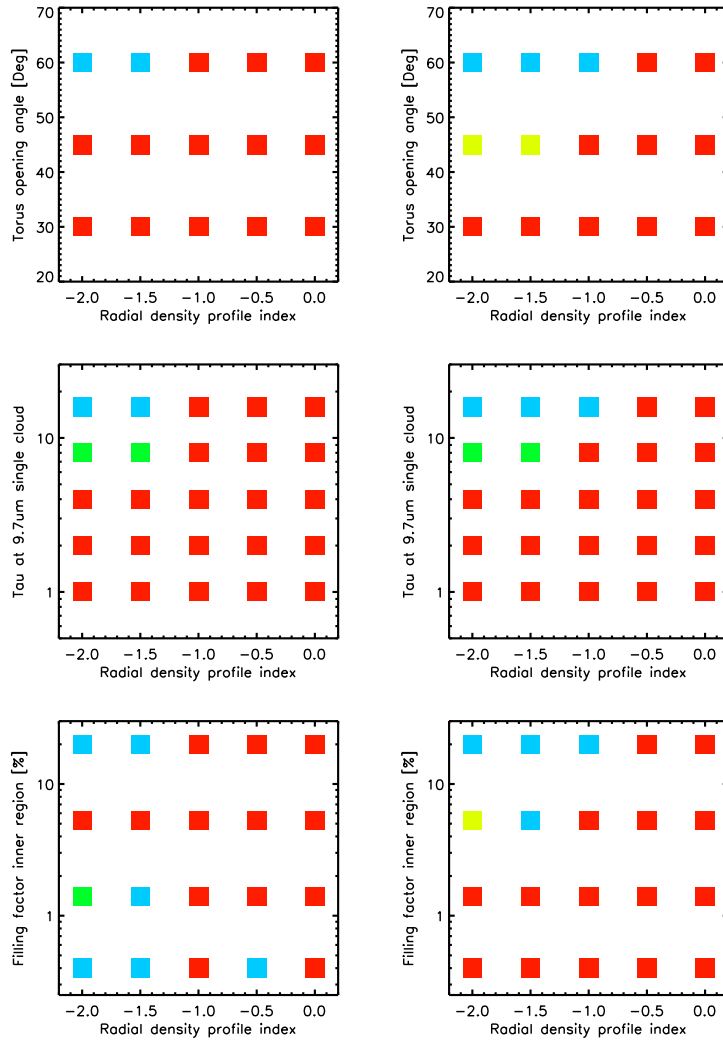 70
60
50
40
30
20
Torus opening angle [Deg]
-2.0 -1.5 -1.0 -0.5 0.0
Radial density profile index
70
60
50
40
30
20
Torus opening angle [Deg]
-2.0 -1.5 -1.0 -0.5 0.0
Radial density profile index
10
1
Tau at 9.7um single cloud
-2.0 -1.5 -1.0 -0.5 0.0
Radial density profile index
10
1
Tau at 9.7um single cloud
-2.0 -1.5 -1.0 -0.5 0.0
Radial density profile index
10
1
Filling factor inner region [%]
-2.0 -1.5 -1.0 -0.5 0.0
Radial density profile index
10
1
Filling factor inner region [%]
-2.0 -1.5 -1.0 -0.5 0.0
Radial density profile index